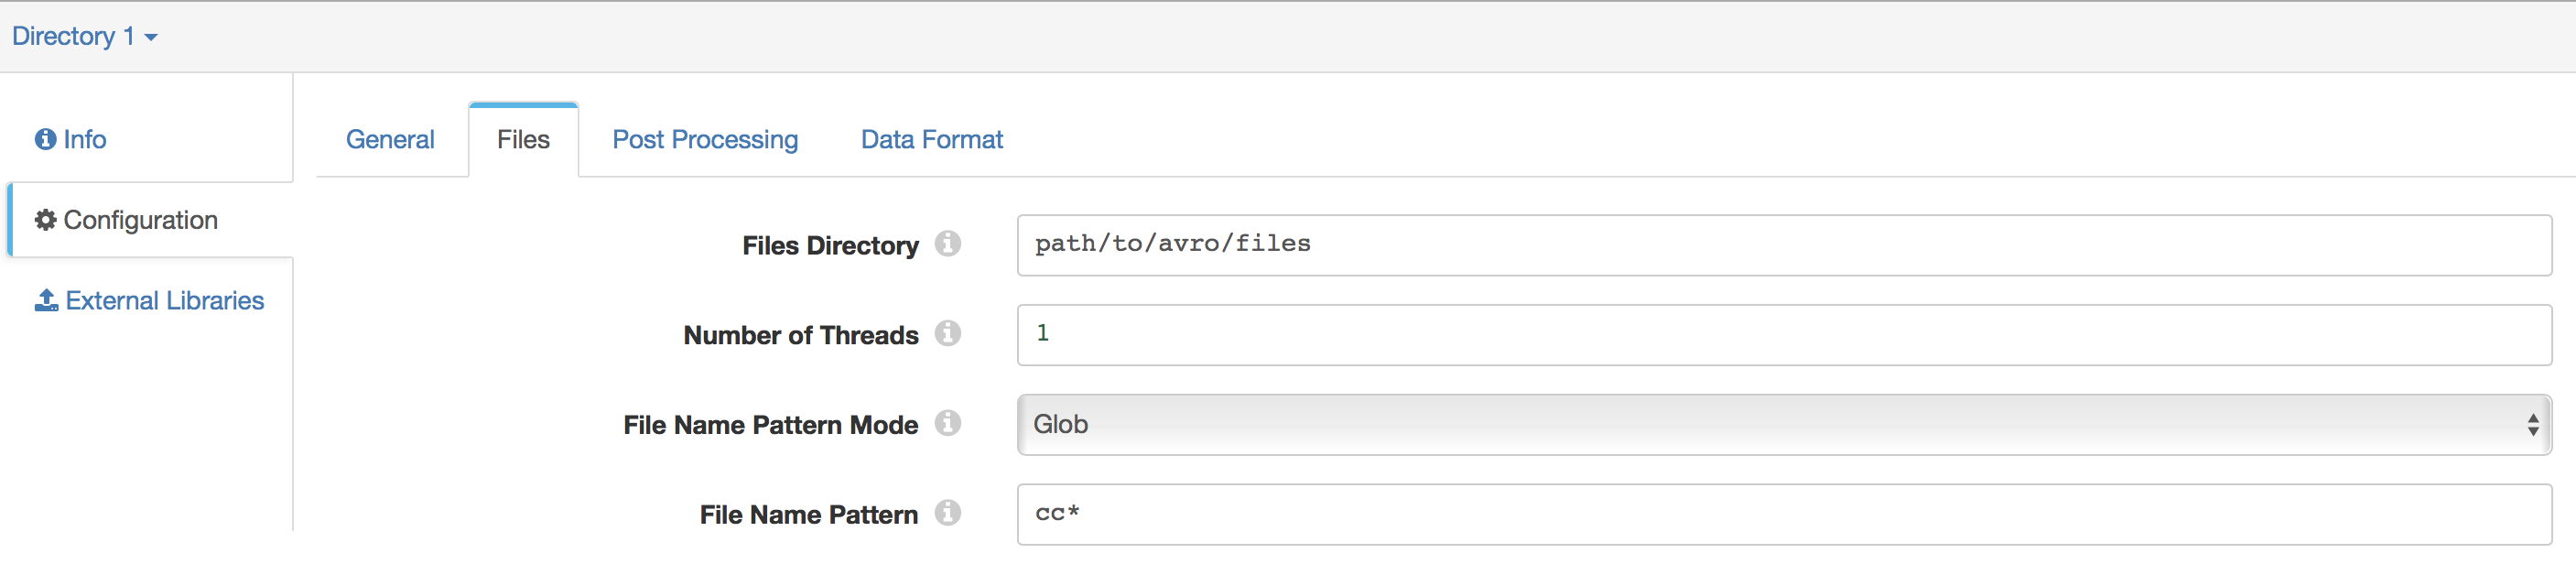 Directory 1
Info
Configuration
External Libraries
General Files Post Processing Data Format
Files Directory path/to/avro/files
Number of Threads 1
File Name Pattern Mode Glob
File Name Pattern cc*